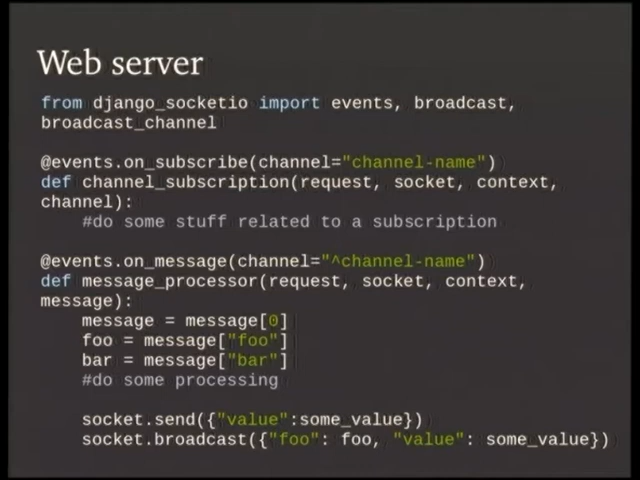 Web server
from django_socketio import events, broadcast,
broadcast_channel
@events.on_subscribe(channel="channel-name")
def channel_subscription(request, socket, context,
channel):
#do some stuff related to a subscription
@events.on_message(channel="^channel-name")
def message_processor(request, socket, context,
message):
message = message[0]
foo = message["foo"]
bar = message["bar"]
#do some processing
socket.send({"value":some_value})
socket.broadcast({"foo": foo, "value": some_value})